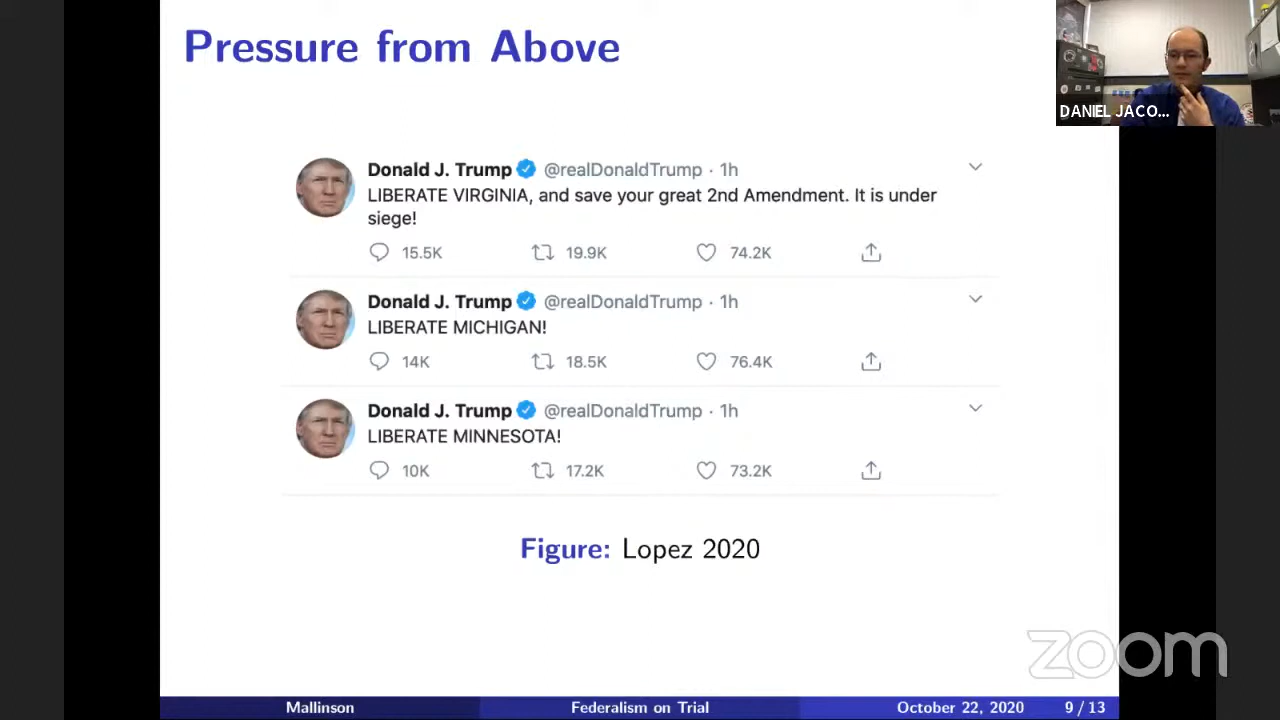 Pressure from Above
DANIEL JACO...
Donald J. Trump @realDonaldTrump · 1h
LIBERATE VIRGINIA, and save your great 2nd Amendment. It is under
siege!
15.5K 19.9K 74.2K
Donald J. Trump @realDonaldTrump · 1h
LIBERATE MICHIGAN!
14K 18.5K 76.4K
Donald J. Trump @realDonaldTrump · 1h
LIBERATE MINNESOTA!
10K 17.2K 73.2K
Figure: Lopez 2020
zoom
Mallinson Federalism on Trial October 22, 2020 9 / 13